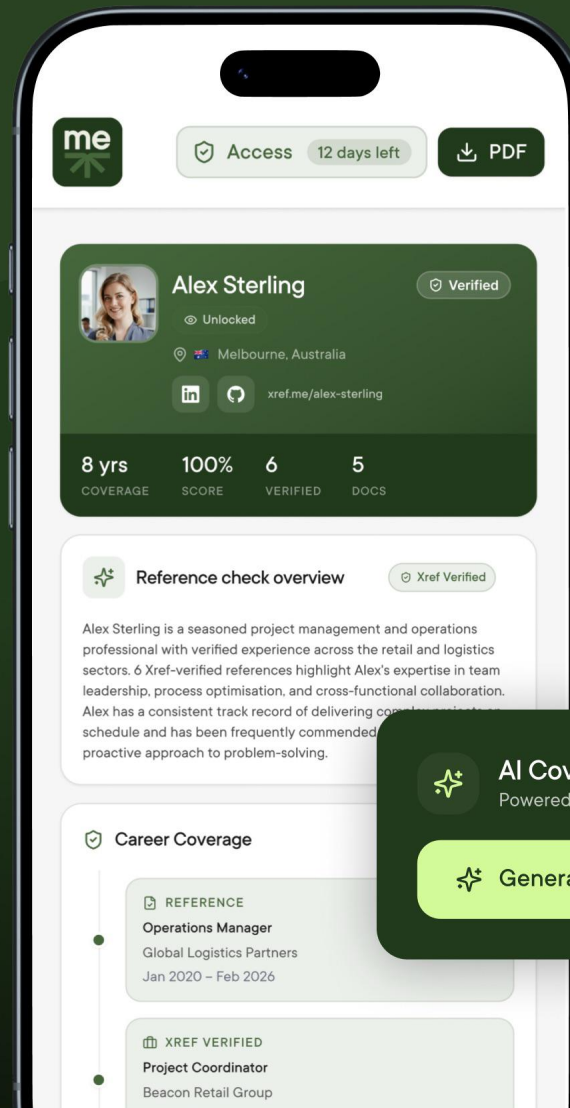 me
Access 12 days left
PDF
Alex Sterling
Verified
Unlocked
Melbourne, Australia
in
xref.me/alex-sterling
8 yrs 100% 6 5
COVERAGE SCORE VERIFIED DOCS
Reference check overview
Xref Verified
Alex Sterling is a seasoned project management and operations
professional with verified experience across the retail and logistics
sectors. 6 Xref-verified references highlight Alex's expertise in team
leadership, process optimisation, and cross-functional collaboration.
Alex has a consistent track record of delivering
schedule and has been frequently commended
proactive approach to problem-solving.
AI
Powered
Career Coverage
REFERENCE
Operations Manager
Global Logistics Partners
Jan 2020 – Feb 2026
XREF VERIFIED
Project Coordinator
Beacon Retail Group